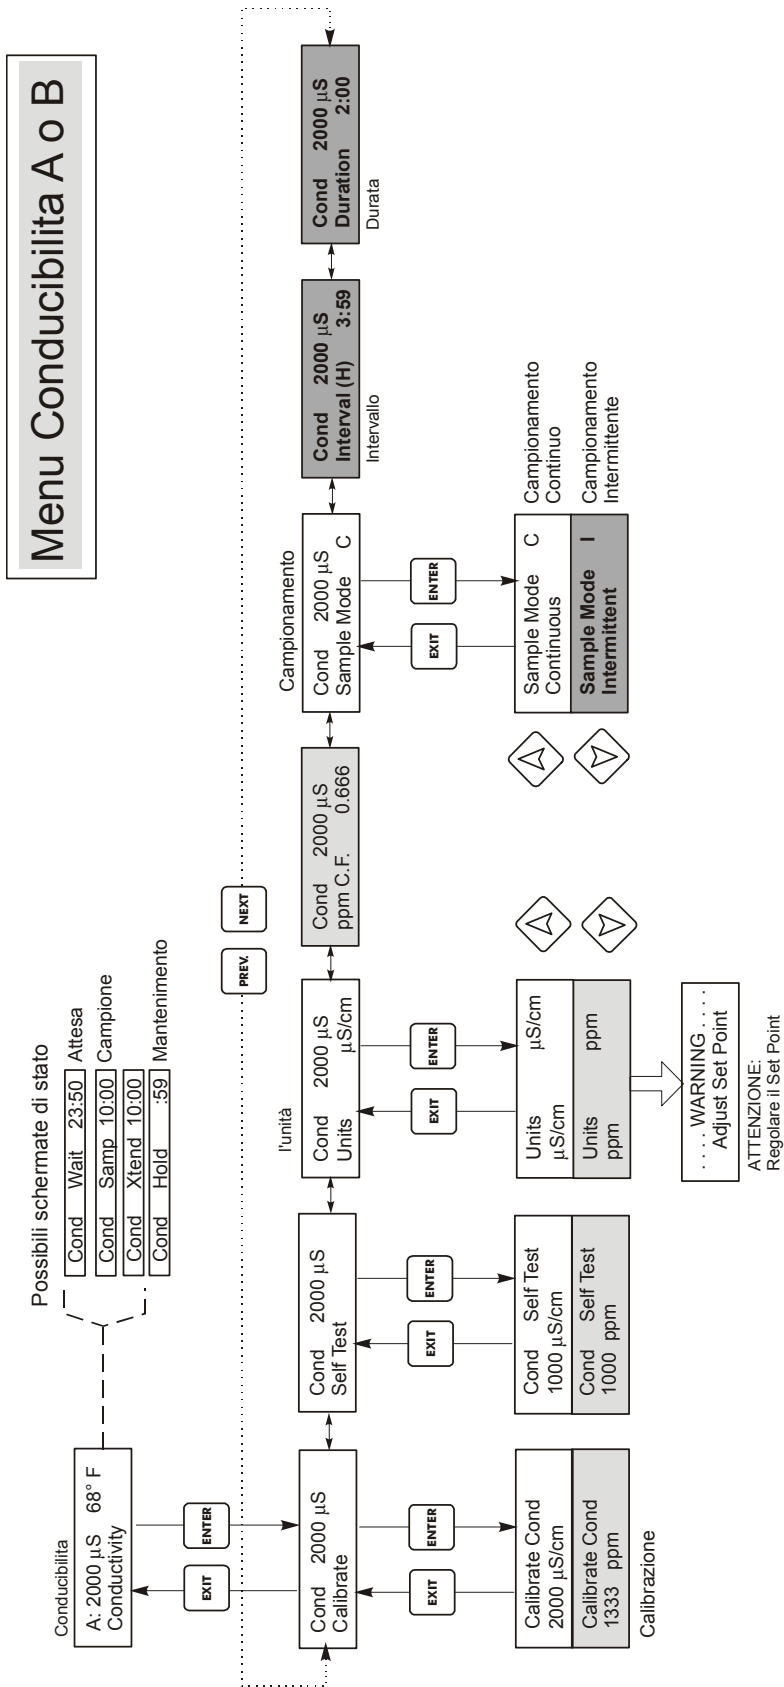 Menu Conducibilita A o B
Possibili schermate di stato
Cond Wait 23:50 Attesa
Cond Samp 10:00 Campione
Cond Xtend 10:00
Cond Hold :59 Mantenimento
Conducibilita
A: 2000 μS 68° F
Conductivity
EXIT
ENTER
PREV.
NEXT
Cond 2000 μS
Calibrate
Cond 2000 μS
Self Test
l'unità
Cond 2000 μS
Units μS/cm
Cond 2000 μS
ppm C.F. 0.666
Campionamento
Cond 2000 μS
Sample Mode C
Cond 2000 μS
Interval (H) 3:59
Intervallo
Cond 2000 μS
Duration 2:00
Durata
EXIT
ENTER
EXIT
ENTER
EXIT
ENTER
EXIT
ENTER
Calibrate Cond
2000 μS/cm
Calibrate Cond
1333 ppm
Calibrazione
Cond Self Test
1000 μS/cm
Cond Self Test
1000 ppm
Units μS/cm
μS/cm
Units ppm
ppm
. . . . WARNING . . . .
Adjust Set Point
ATTENZIONE:
Regolare il Set Point
Sample Mode C
Continuous
Sample Mode I
Intermittent
Campionamento
Continuo
Campionamento
Intermittente